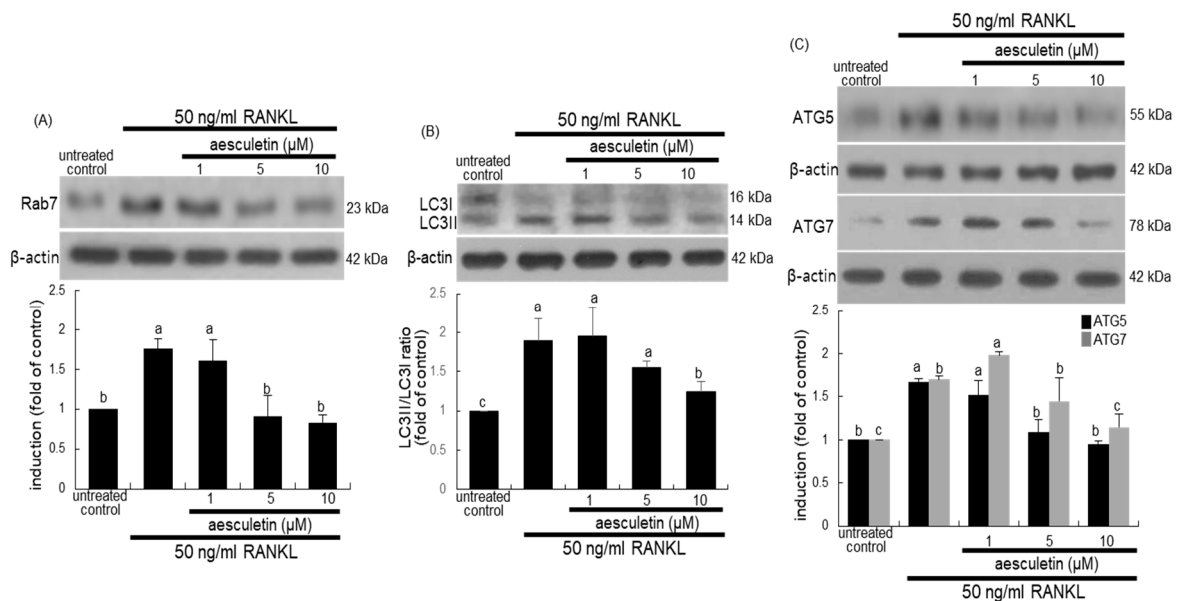 (A)
50 ng/ml RANKL
untreated
control
aesculetin (μM)
1 5 10
Rab7 23 kDa
β-actin 42 kDa
induction (fold of control)
2.5
2
1.5
1
0.5
0
b a a b b
untreated
control
1 5 10
aesculetin (μM)
50 ng/ml RANKL
(B)
50 ng/ml RANKL
untreated
control
aesculetin (μM)
1 5 10
LC3I 16 kDa
LC3II 14 kDa
β-actin 42 kDa
LC3II/LC3I ratio
(fold of control)
2.5
2
1.5
1
0.5
0
c a a a b
untreated
control
1 5 10
aesculetin (μM)
50 ng/ml RANKL
(C)
50 ng/ml RANKL
untreated
control
aesculetin (μM)
1 5 10
ATG5 55 kDa
β-actin 42 kDa
ATG7 78 kDa
β-actin 42 kDa
ATG5
ATG7
induction (fold of control)
2.5
2
1.5
1
0.5
0
b c a b a a b b b c
untreated
control
1 5 10
aesculetin (μM)
50 ng/ml RANKL